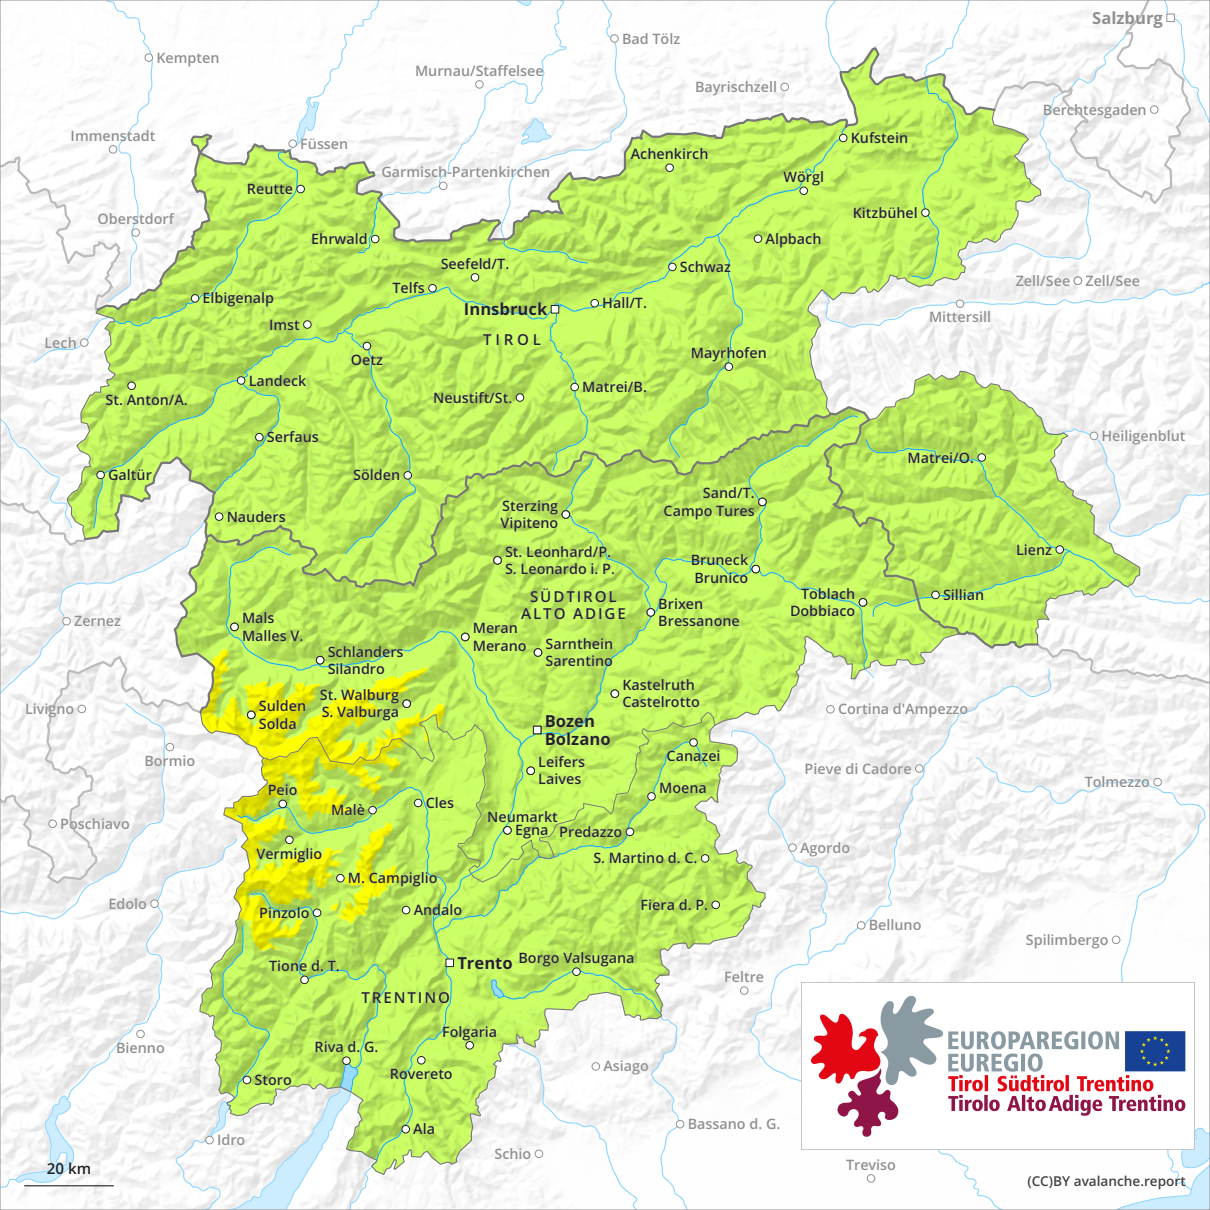 Salzburg
Bad Tölz
Kempten
Murnau/Staffelsee
Bayrischzell
Berchtesgaden
Immenstadt
Füssen
Kufstein
Achenkirch
Garmisch-Partenkirchen
Wörgl
Reutte
Oberstdorf
Kitzbühel
Ehrwald
Alpbach
Seefeld/T.
Schwaz
Telfs
Zell/See
Zell/See
Elbigenalp
Innsbruck
Hall/T.
Mittersill
Imst
TIROL
Lech
Oetz
Mayrhofen
Landeck
Matrei/B.
St. Anton/A.
Neustift/St.
Serfaus
Heiligenblut
Matrei/O.
Galtür
Sölden
Sand/T.
Campo Tures
Sterzing
Vipiteno
Nauders
St. Leonhard/P.
S. Leonardo i. P.
Lienz
Bruneck
Brunico
SÜDTIROL
ALTO ADIGE
Toblach
Dobbiaco
Sillian
Brixen
Bressanone
Zernez
Mals
Malles V.
Meran
Merano
Sarnthein
Sarentino
Schlanders
Silandro
Kastelruth
Castelrotto
St. Walburg
S. Valburga
Livigno
Sulden
Solda
Cortina d'Ampezzo
Bozen
Bolzano
Bormio
Canazei
Leifers
Laives
Pieve di Cadore
Tolmezzo
Peio
Moena
Malè
Cles
Neumarkt
Egna
Poschiavo
Predazzo
Vermiglio
Agordo
S. Martino d. C.
M. Campiglio
Edolo
Pinzolo
Andalo
Fiera d. P.
Belluno
Spilimbergo
Tione d. T.
Trento
Borgo Valsugana
Feltre
TRENTINO
Bienno
Folgaria
Riva d. G.
Rovereto
Asiago
Storo
EUROPAREGION
EUREGIO
Tirol Südtirol Trentino
Tirolo Alto Adige Trentino
Ala
Bassano d. G.
Idro
Schio
Treviso
20 km
(CC)BY avalanche.report